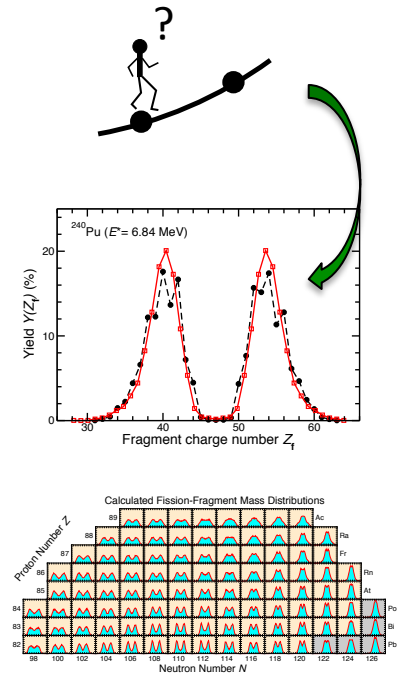 ?
²⁴⁰Pu (E*= 6.84 MeV)
20
10
0
Yield Y(Z_f) (%)
30 40 50 60
Fragment charge number Z_f
Calculated Fission-Fragment Mass Distributions
Proton Number Z
89 Ac
88 Ra
87 Fr
86 Rn
85 At
84 Po
83 Bi
82 Pb
98 100 102 104 106 108 110 112 114 116 118 120 122 124 126
Neutron Number N